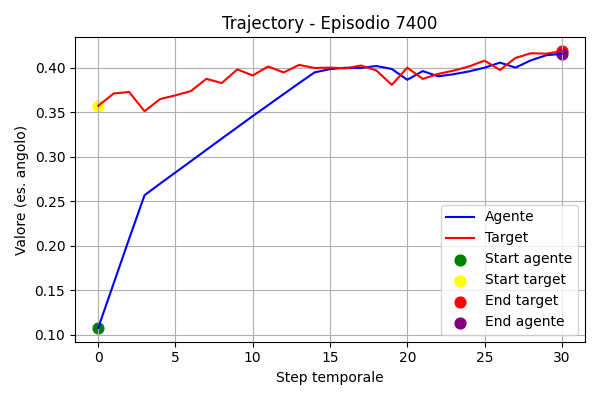 Trajectory - Episodio 7400
Valore (es. angolo)
0.40
0.35
0.30
0.25
0.20
0.15
0.10
0 5 10 15 20 25 30
Step temporale
Agente
Target
Start agente
Start target
End target
End agente